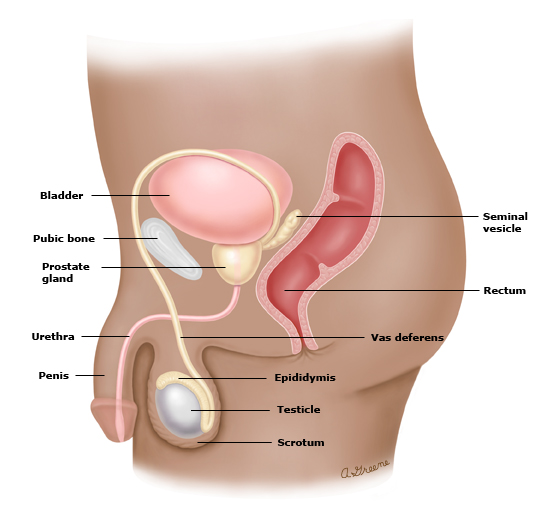 Bladder
Seminal
vesicle
Pubic bone
Prostate
gland
Rectum
Urethra
Vas deferens
Penis
Epididymis
Testicle
Scrotum
A. Greene